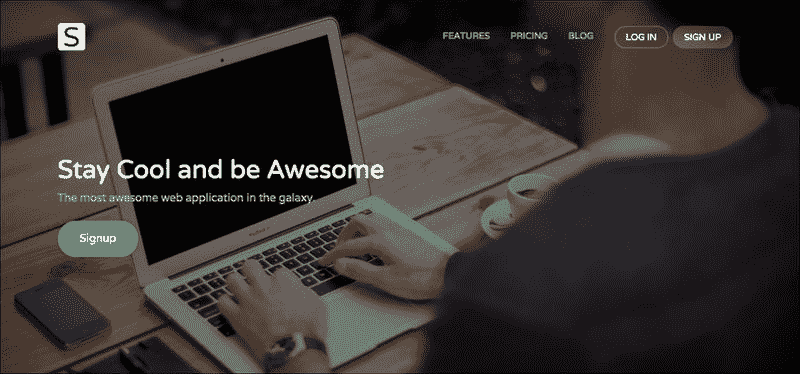 S
FEATURES PRICING BLOG LOG IN SIGN UP
Stay Cool and be Awesome
The most awesome web application in the galaxy.
Signup